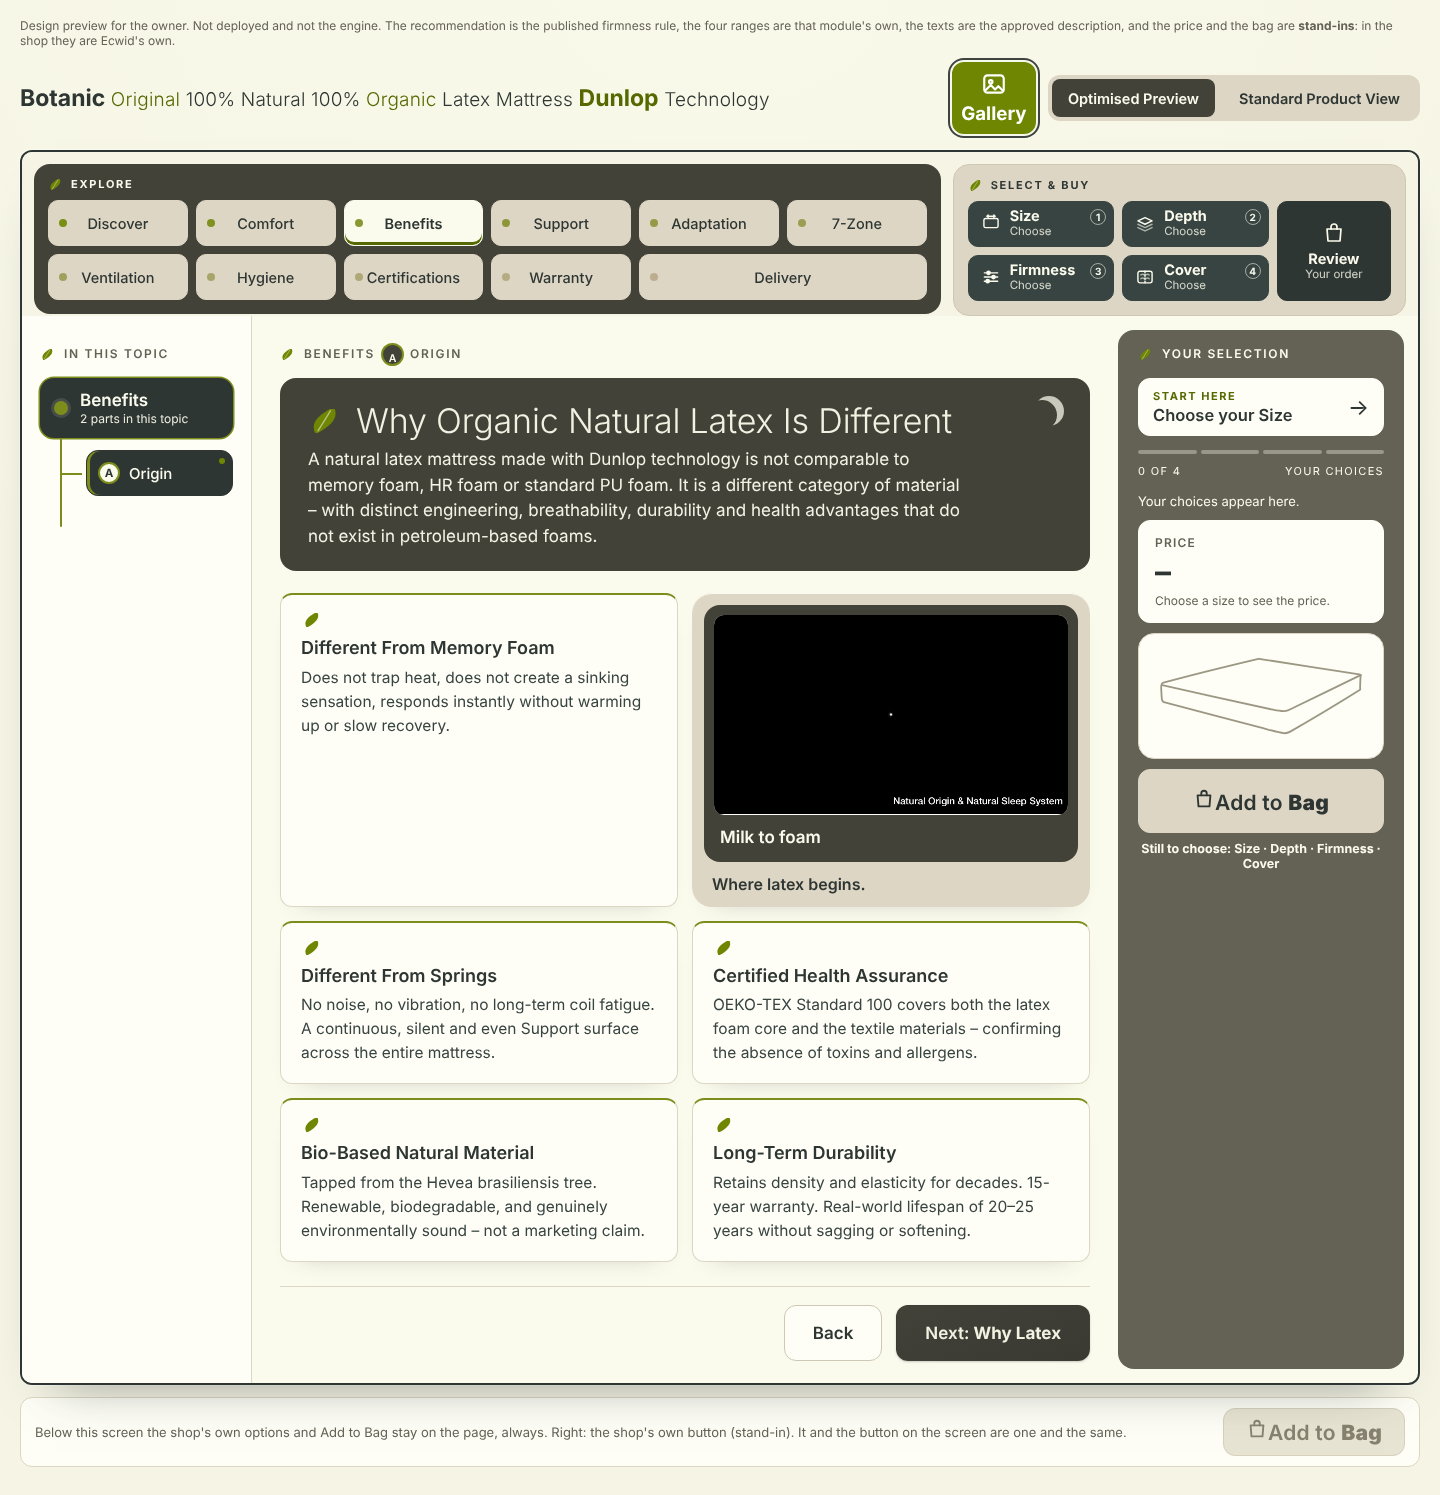 Design preview for the owner. Not deployed and not the engine. The recommendation is the published firmness rule, the four ranges are that module's own, the texts are the approved description, and the price and the bag are stand-ins: in the
shop they are Ecwid's own.
Botanic Original 100% Natural 100% Organic Latex Mattress Dunlop Technology
Gallery
Optimised Preview
Standard Product View
EXPLORE
Discover
Comfort
Benefits
Support
Adaptation
7-Zone
Ventilation
Hygiene
Certifications
Warranty
Delivery
SELECT & BUY
Size
Choose
1
Depth
Choose
2
Firmness
Choose
3
Cover
Choose
4
Review
Your order
IN THIS TOPIC
Benefits
2 parts in this topic
A Origin
BENEFITS A ORIGIN
Why Organic Natural Latex Is Different
A natural latex mattress made with Dunlop technology is not comparable to
memory foam, HR foam or standard PU foam. It is a different category of material
– with distinct engineering, breathability, durability and health advantages that do
not exist in petroleum-based foams.
Different From Memory Foam
Does not trap heat, does not create a sinking
sensation, responds instantly without warming
up or slow recovery.
Natural Origin & Natural Sleep System
Milk to foam
Where latex begins.
Different From Springs
No noise, no vibration, no long-term coil fatigue.
A continuous, silent and even Support surface
across the entire mattress.
Certified Health Assurance
OEKO-TEX Standard 100 covers both the latex
foam core and the textile materials – confirming
the absence of toxins and allergens.
Bio-Based Natural Material
Tapped from the Hevea brasiliensis tree.
Renewable, biodegradable, and genuinely
environmentally sound – not a marketing claim.
Long-Term Durability
Retains density and elasticity for decades. 15-
year warranty. Real-world lifespan of 20–25
years without sagging or softening.
Back
Next: Why Latex
YOUR SELECTION
START HERE
Choose your Size
0 OF 4
YOUR CHOICES
Your choices appear here.
PRICE
–
Choose a size to see the price.
Add to Bag
Still to choose: Size · Depth · Firmness ·
Cover
Below this screen the shop's own options and Add to Bag stay on the page, always. Right: the shop's own button (stand-in). It and the button on the screen are one and the same.
Add to Bag